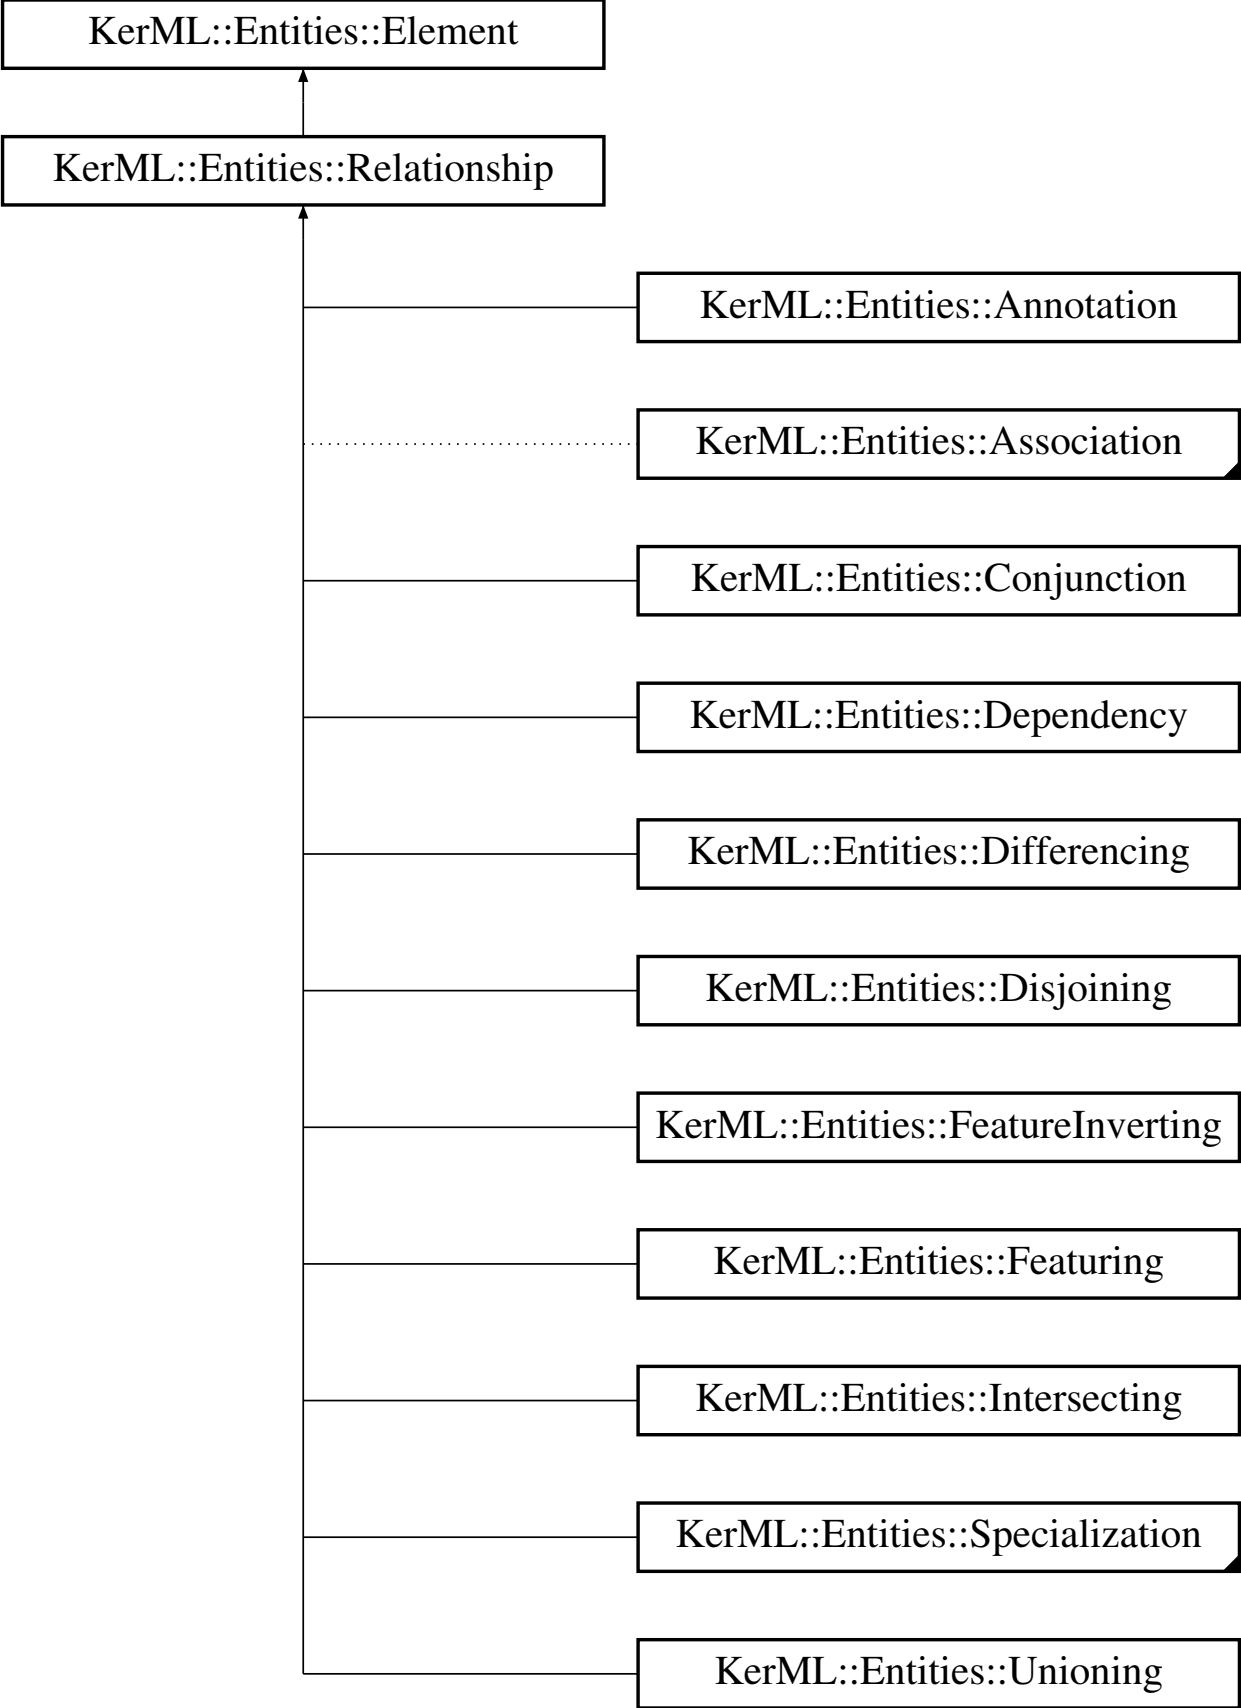 KerML::Entities::Element
KerML::Entities::Relationship
KerML::Entities::Annotation
KerML::Entities::Association
KerML::Entities::Conjunction
KerML::Entities::Dependency
KerML::Entities::Differencing
KerML::Entities::Disjoining
KerML::Entities::FeatureInverting
KerML::Entities::Featuring
KerML::Entities::Intersecting
KerML::Entities::Specialization
KerML::Entities::Unioning